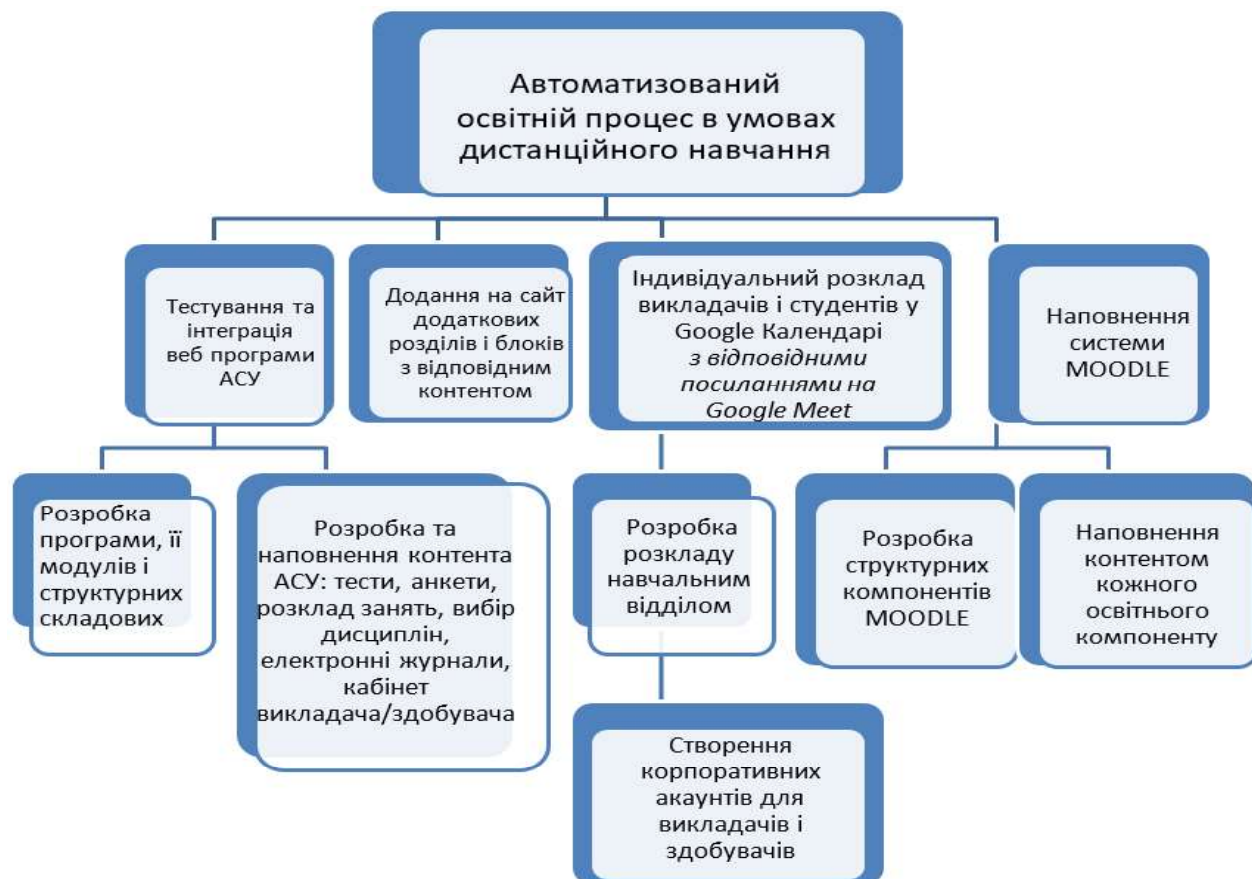 Автоматизований
освітній процес в умовах
дистанційного навчання
Тестування та
інтеграція
веб програми
АСУ
Додання на сайт
додаткових
розділів і блоків
з відповідним
контентом
Індивідуальний розклад
викладачів і студентів у
Google Календарі
з відповідними
посиланнями на
Google Meet
Наповнення
системи
MOODLE
Розробка
програми, її
модулів і
структурних
складових
Розробка та
наповнення контента
АСУ: тести, анкети,
розклад занять, вибір
дисциплін,
електронні журнали,
кабінет
викладача/здобувача
Розробка
розкладу
навчальним
відділом
Розробка
структурних
компонентів
MOODLE
Наповнення
контентом
кожного
освітнього
компоненту
Створення
корпоративних
акаунтів для
викладачів і
здобувачів